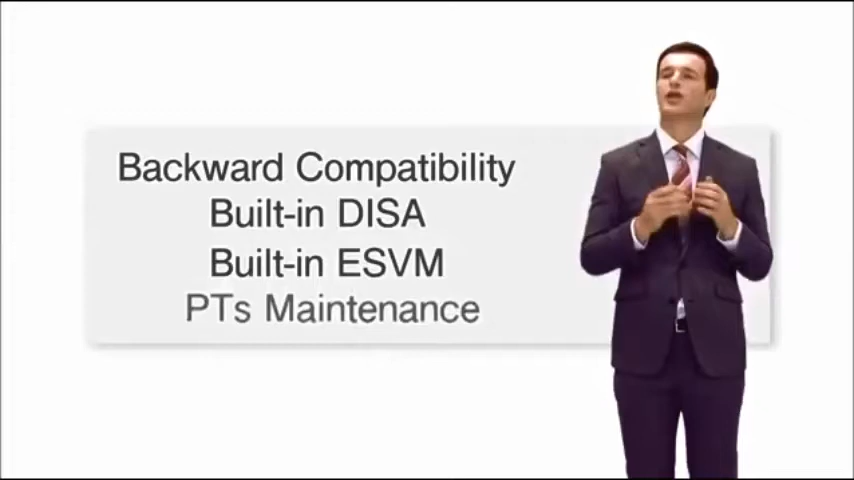 Backward Compatibility
Built-in DISA
Built-in ESVM
PTs Maintenance